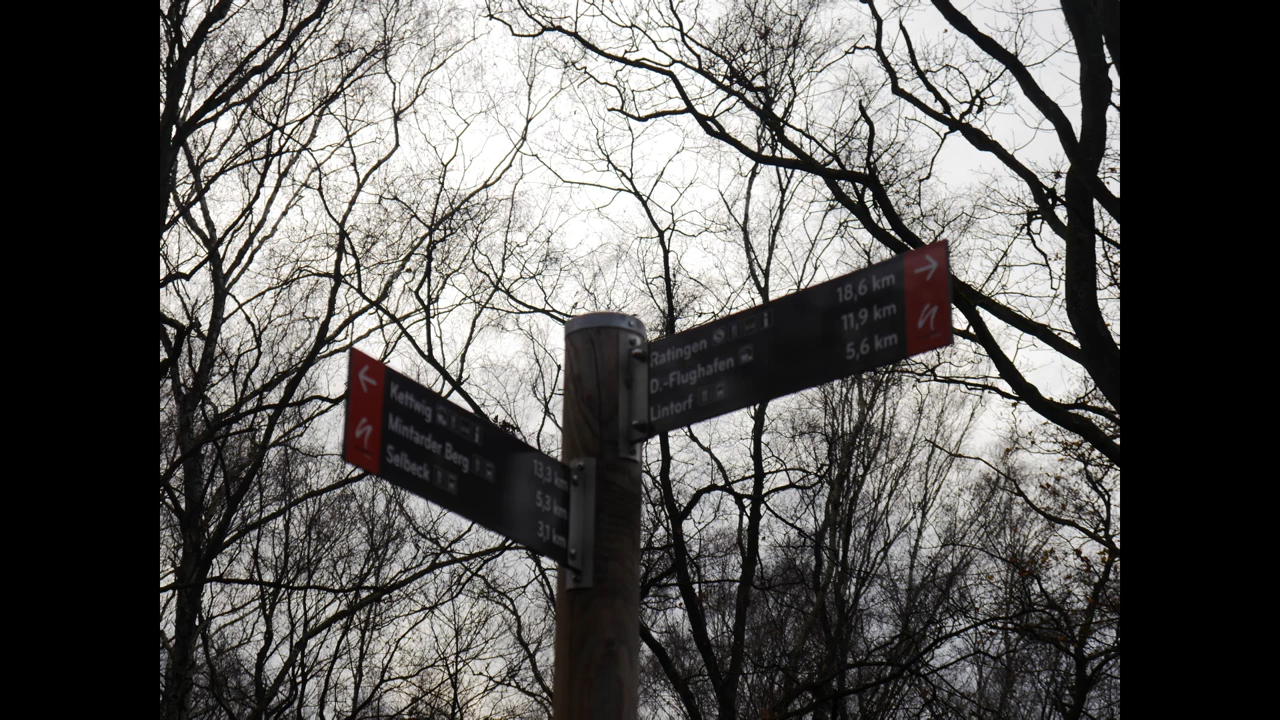 Kettwig 13,3 km
Mintarder Berg 5,3 km
Selbeck 3,1 km
Ratingen 18,6 km
D.-Flughafen 11,9 km
Lintorf 5,6 km